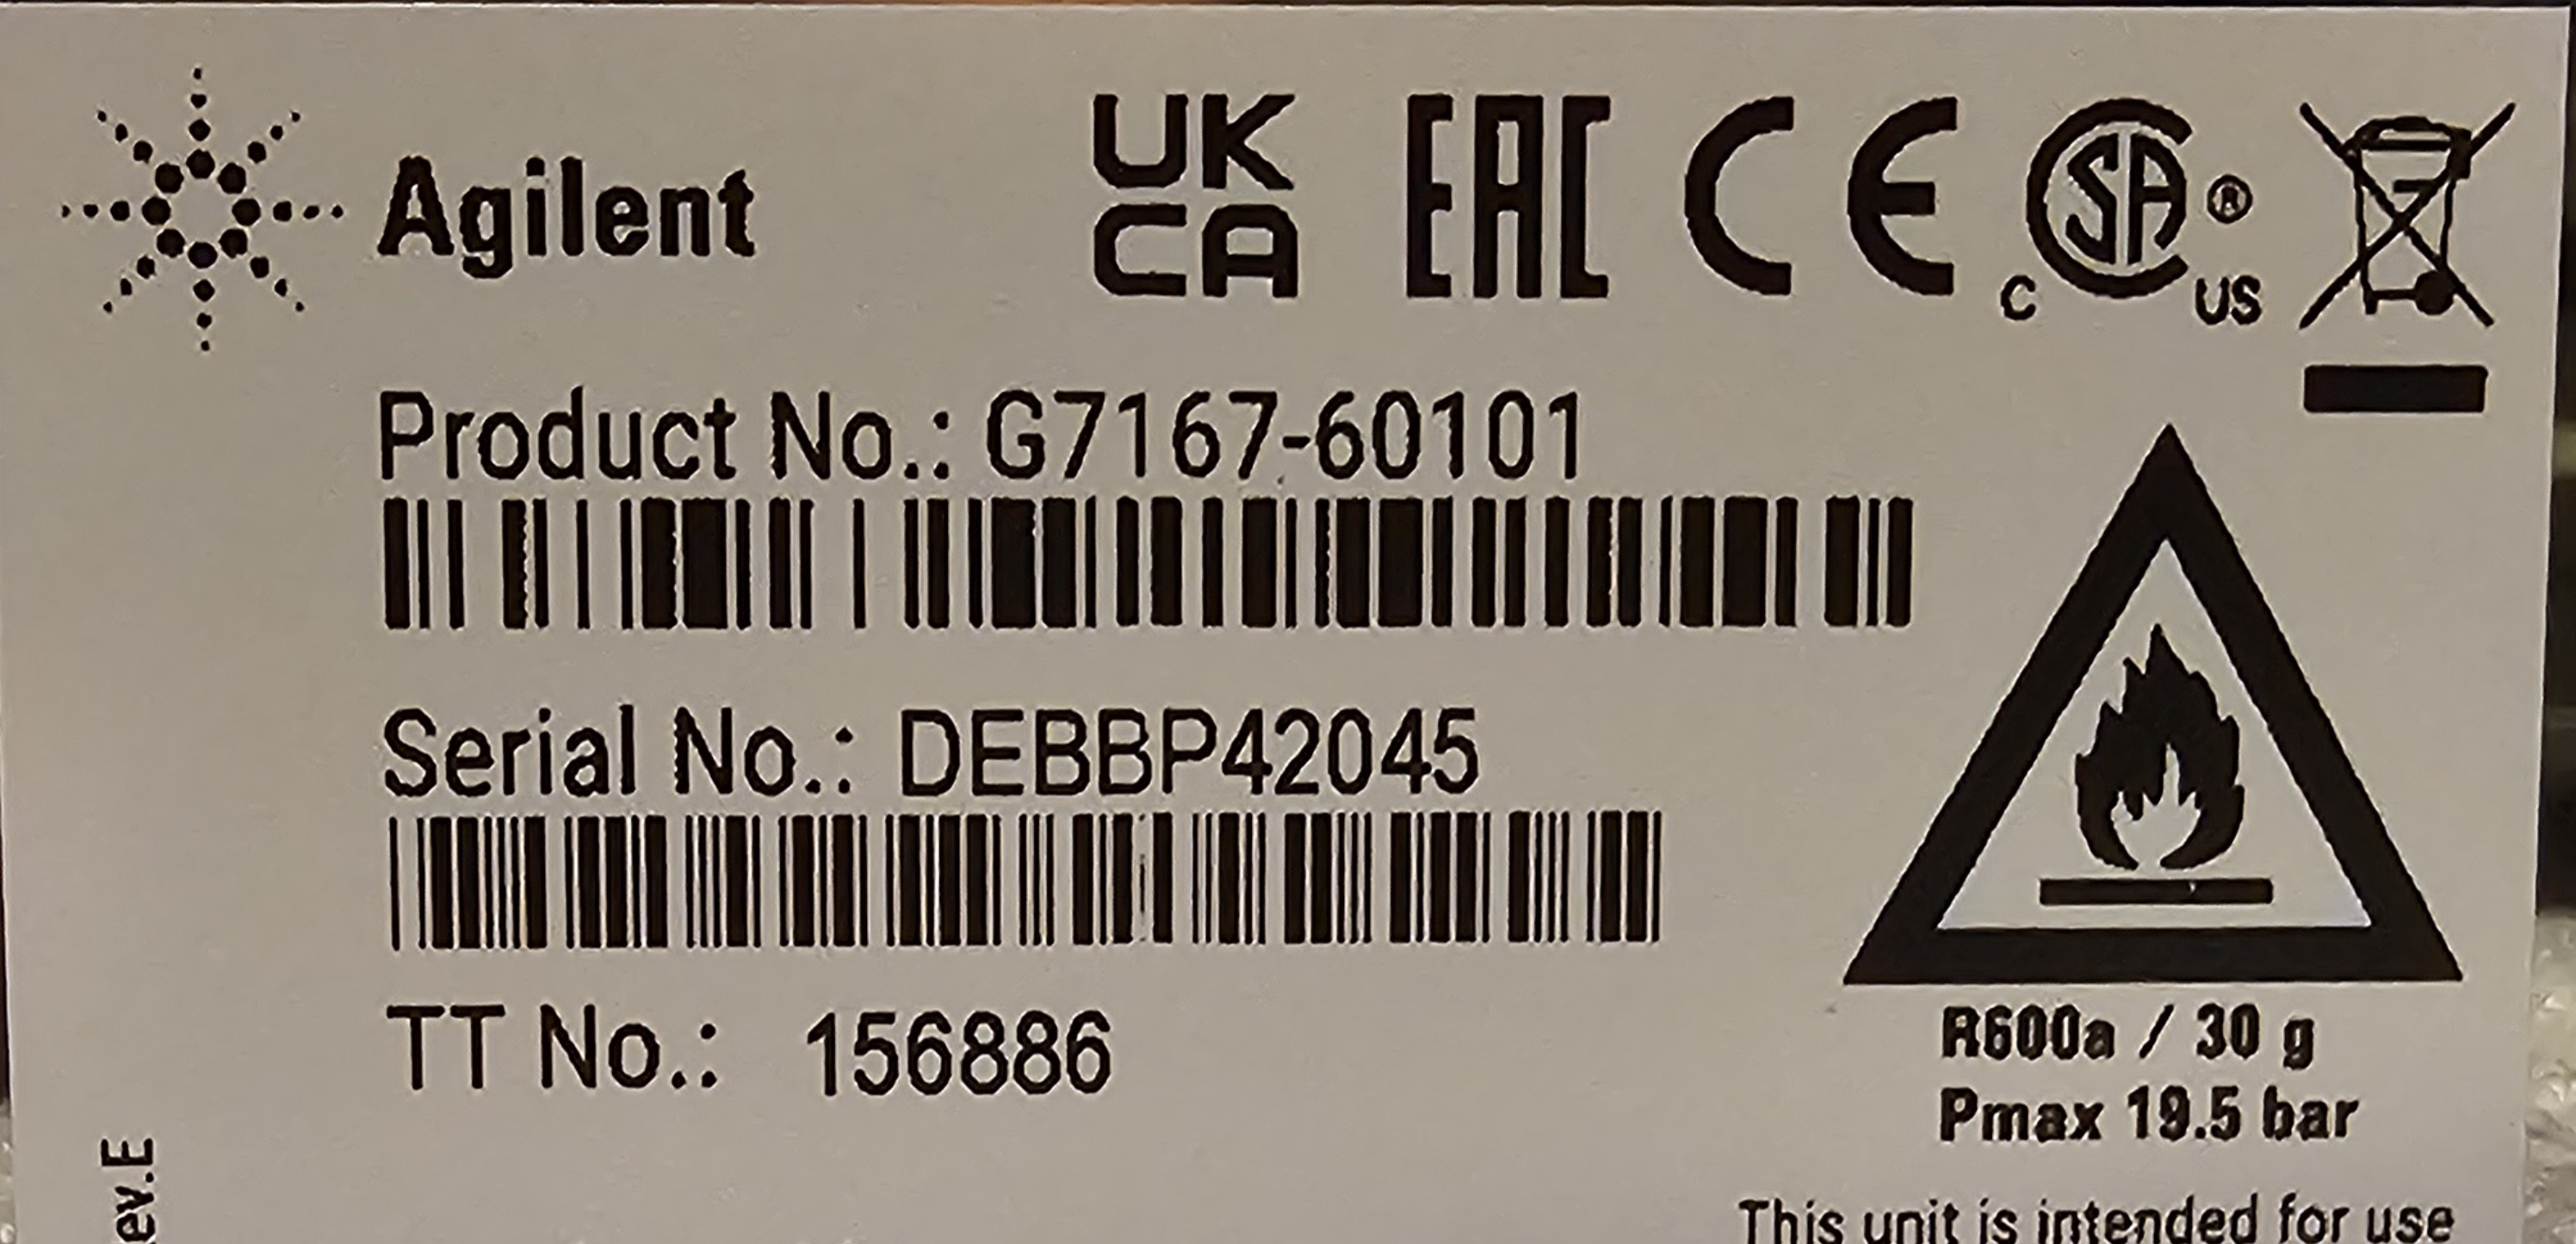 Agilent
UK
CA
EAC
CE
C SA ® C US
Product No.: G7167-60101
Serial No.: DEBBP42045
TT No.: 156886
R600a / 30 g
Pmax 19.5 bar
This unit is intended for use
ev.E